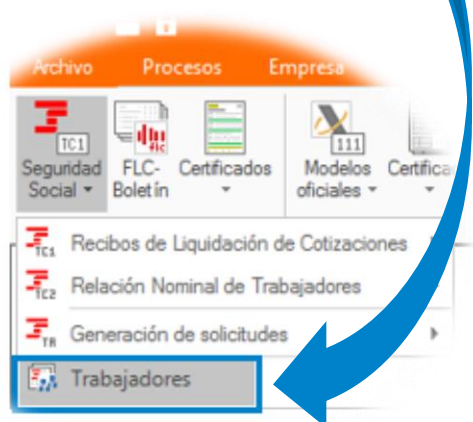 Archivo Procesos Empresa
TC1 flc 111
Seguridad Social FLC-Boletín Certificados Modelos oficiales
TC1 Recibos de Liquidación de Cotizaciones
TC2 Relación Nominal de Trabajadores
TR Generación de solicitudes
Trabajadores